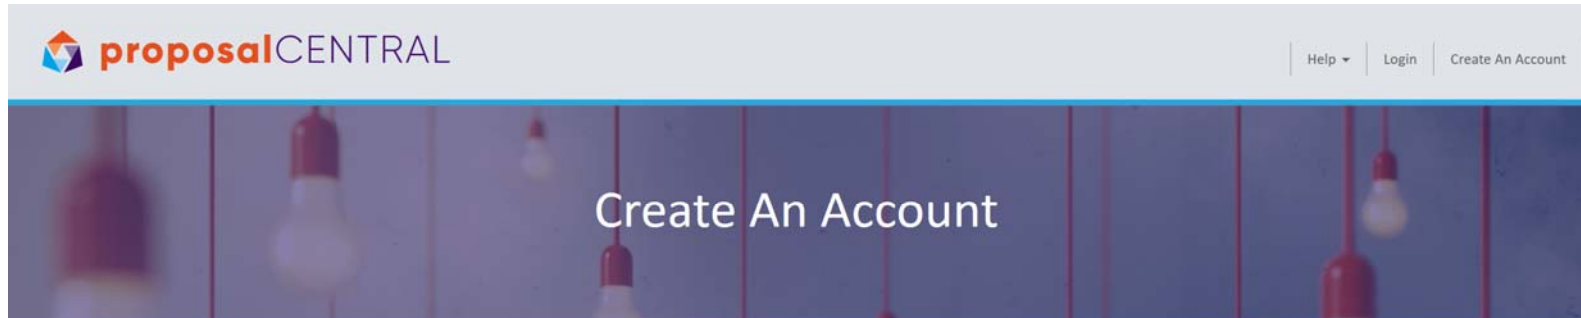 proposalCENTRAL
Help
Login
Create An Account
Create An Account